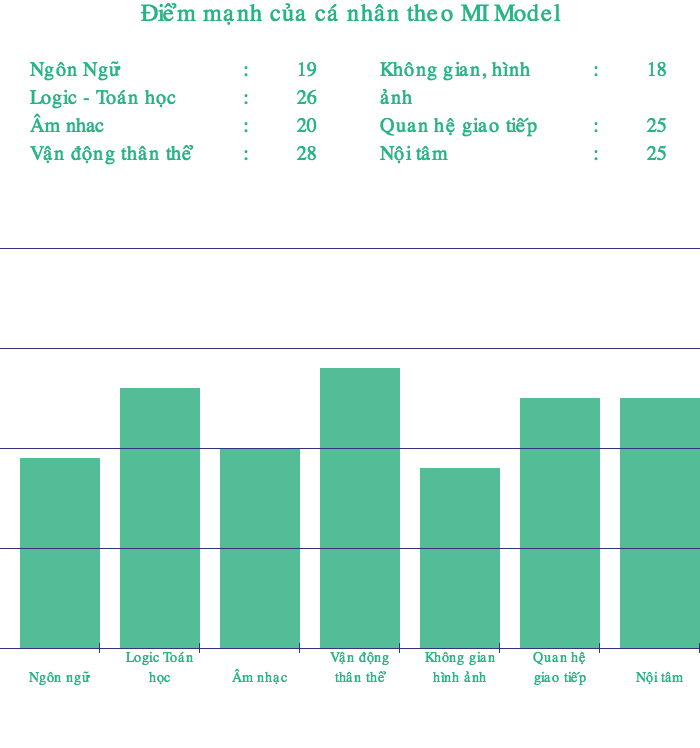 Điểm mạnh của cá nhân theo MI Model
Ngôn Ngữ : 19
Logic - Toán học : 26
Âm nhac : 20
Vận động thân thể : 28
Không gian, hình : 18
ảnh
Quan hệ giao tiếp : 25
Nội tâm : 25
Ngôn ngữ
Logic Toán
học
Âm nhạc
Vận động
thân thể
Không gian
hình ảnh
Quan hệ
giao tiếp
Nội tâm